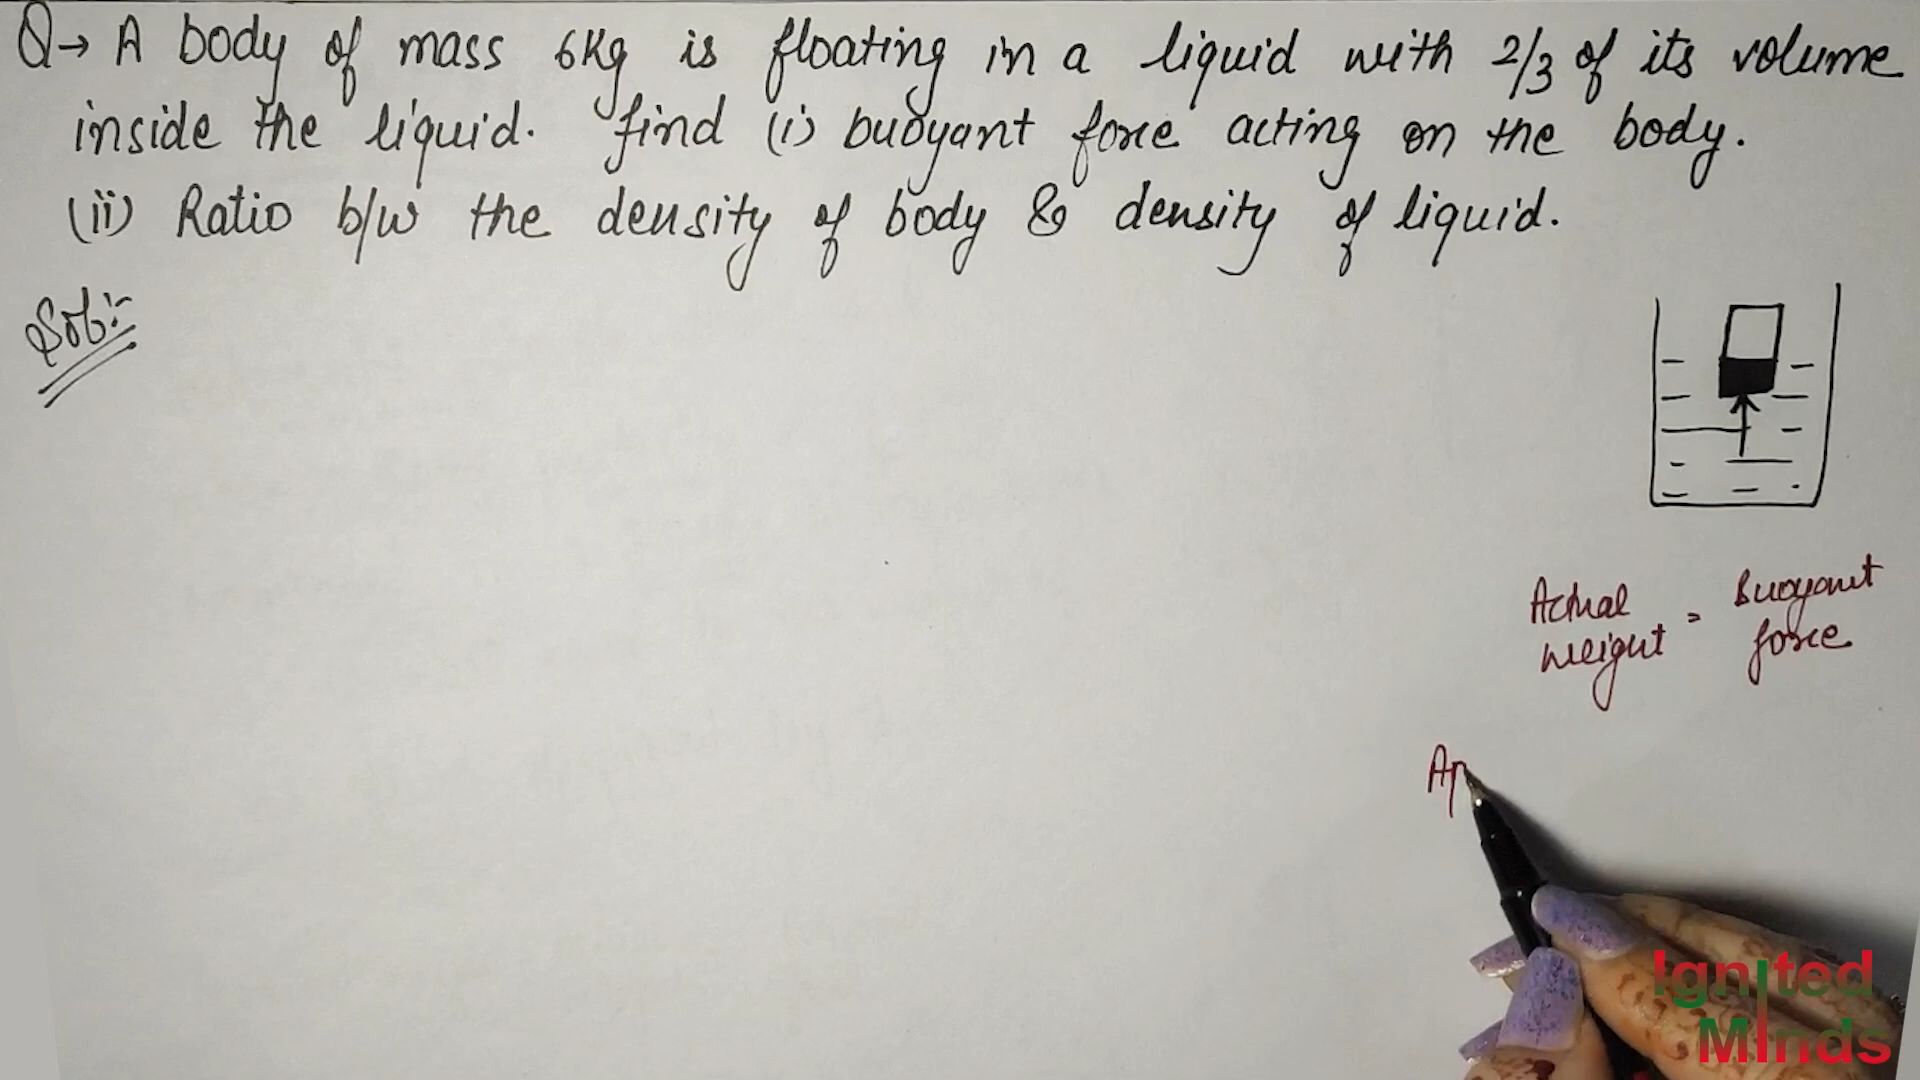 Q→ A body of mass 6Kg is floating in a liquid with 2/3 of its volume
inside the liquid. find (i) buoyant force acting on the body.
(ii) Ratio b/w the density of body & density of liquid.
Sol:-
Actual weight = Buoyant force
Ap
Ignited
Minds